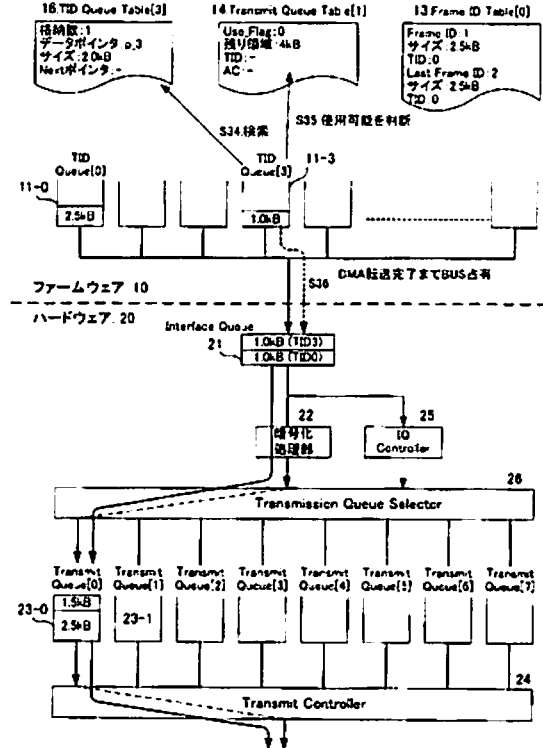 16.TID Queue Table[3]
格納数:1
データポインタ:p_3
サイズ:2.0kB
Nextポインタ:-
14.Transmit Queue Table[1]
Use_Flag:0
残り領域:4kB
TID:-
AC:-
13.Frame ID Table[0]
Frame ID:1
サイズ:2.5kB
TID:0
Last Frame ID:2
サイズ:2.5kB
TID:0
S34.検索
S35.使用可能を判断
TID
Queue[0]
TID
Queue[3]
11-3
11-0
2.5kB
1.0kB
S36
DMA転送完了までBUS占有
ファームウェア 10
ハードウェア.20
Interface Queue
21
1.0kB(TID3)
1.0kB(TID0)
22
25
暗号化
処理部
IQ
Controller
26
Transmission Queue Selector
Transmit
Queue[0]
Transmit
Queue[1]
Transmit
Queue[2]
Transmit
Queue[3]
Transmit
Queue[4]
Transmit
Queue[5]
Transmit
Queue[6]
Transmit
Queue[7]
23-0
1.5kB
2.5kB
23-1
24
Transmit Controller